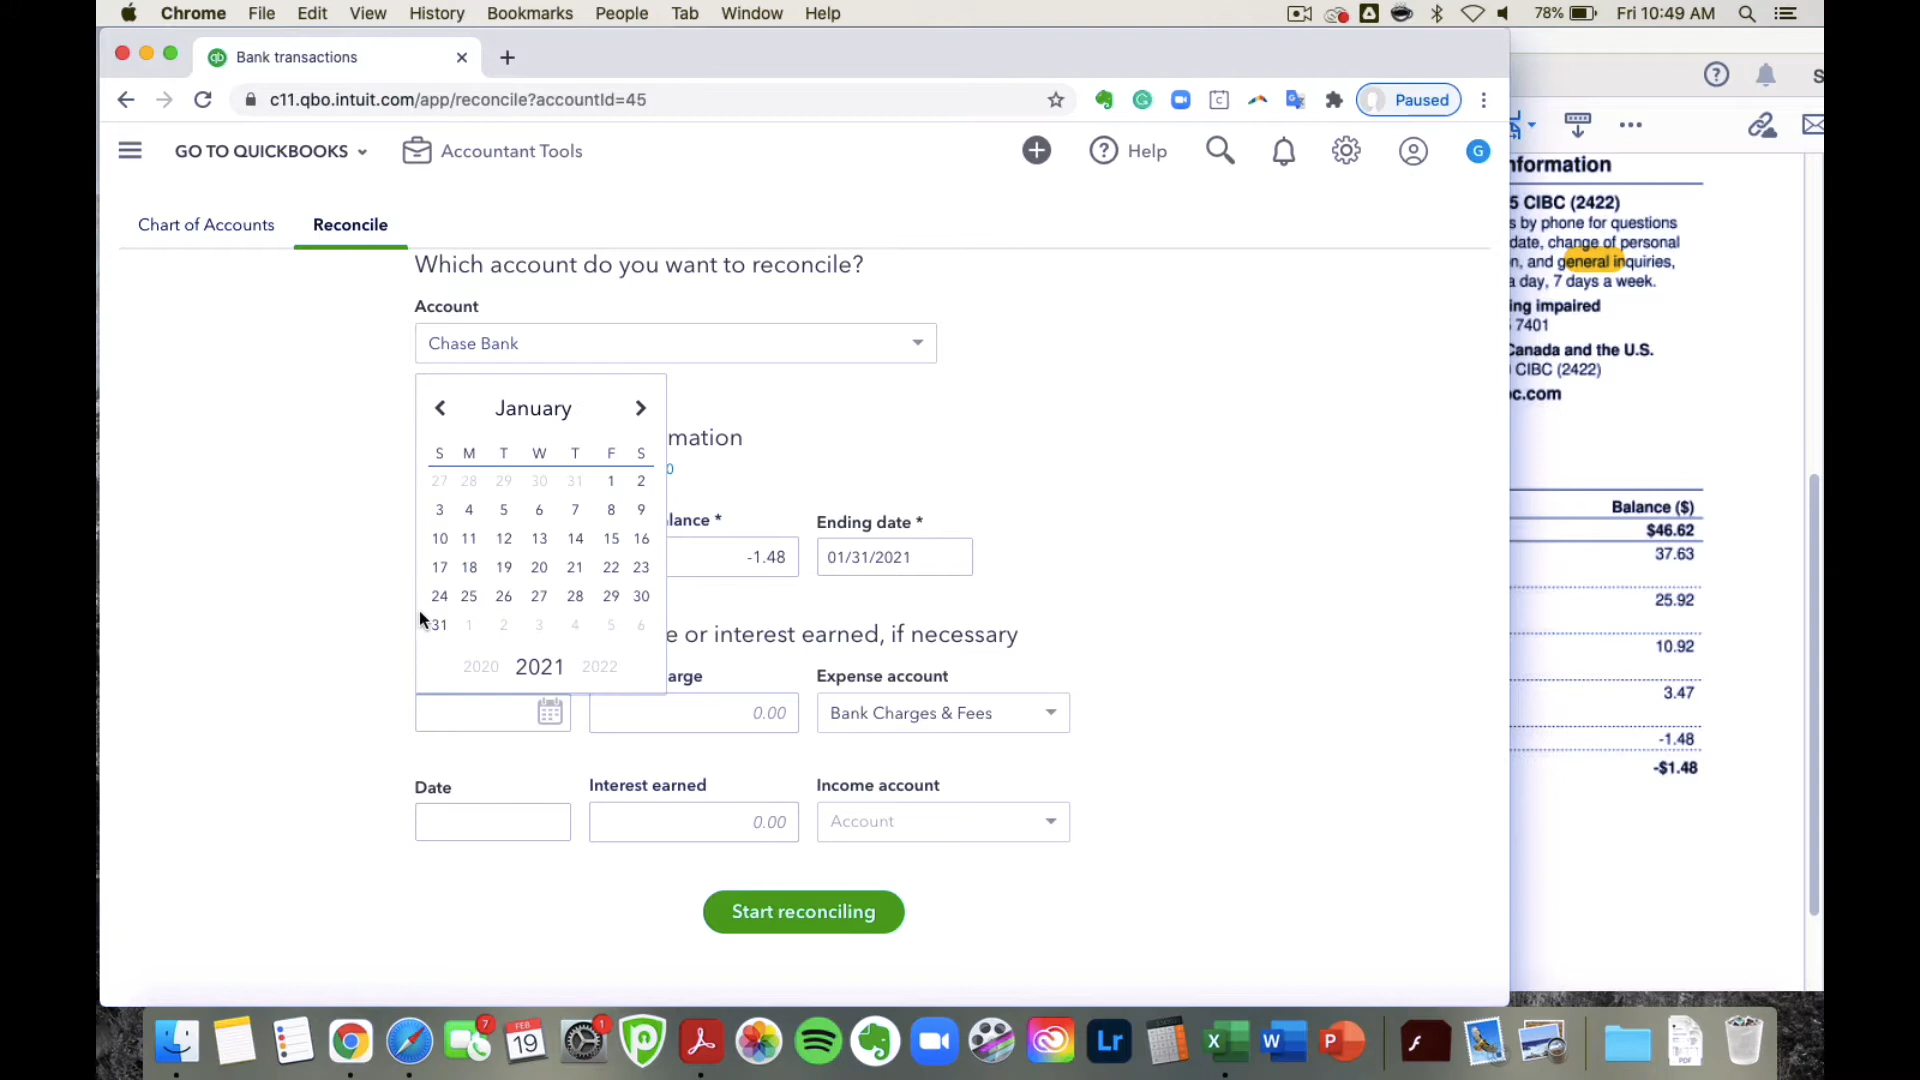 Chrome File Edit View History Bookmarks People Tab Window Help 78% Fri 10:49 AM
Bank transactions
c11.qbo.intuit.com/app/reconcile?accountId=45 Paused
GO TO QUICKBOOKS Accountant Tools Help G
Chart of Accounts Reconcile
Which account do you want to reconcile?
Account
Chase Bank
January
S M T W T F S
27 28 29 30 31 1 2
3 4 5 6 7 8 9
10 11 12 13 14 15 16
17 18 19 20 21 22 23
24 25 26 27 28 29 30
31 1 2 3 4 5 6
2020 2021 2022
mation
0
lance * Ending date *
-1.48 01/31/2021
e or interest earned, if necessary
arge Expense account
0.00 Bank Charges & Fees
Date Interest earned Income account
0.00 Account
Start reconciling
nformation
5 CIBC (2422)
s by phone for questions
date, change of personal
n, and general inquiries,
a day, 7 days a week.
ing impaired
7401
Canada and the U.S.
CIBC (2422)
c.com
Balance ($)
$46.62
37.63
25.92
10.92
3.47
-1.48
-$1.48
7 FEB 19 1 Lr X W P PDF